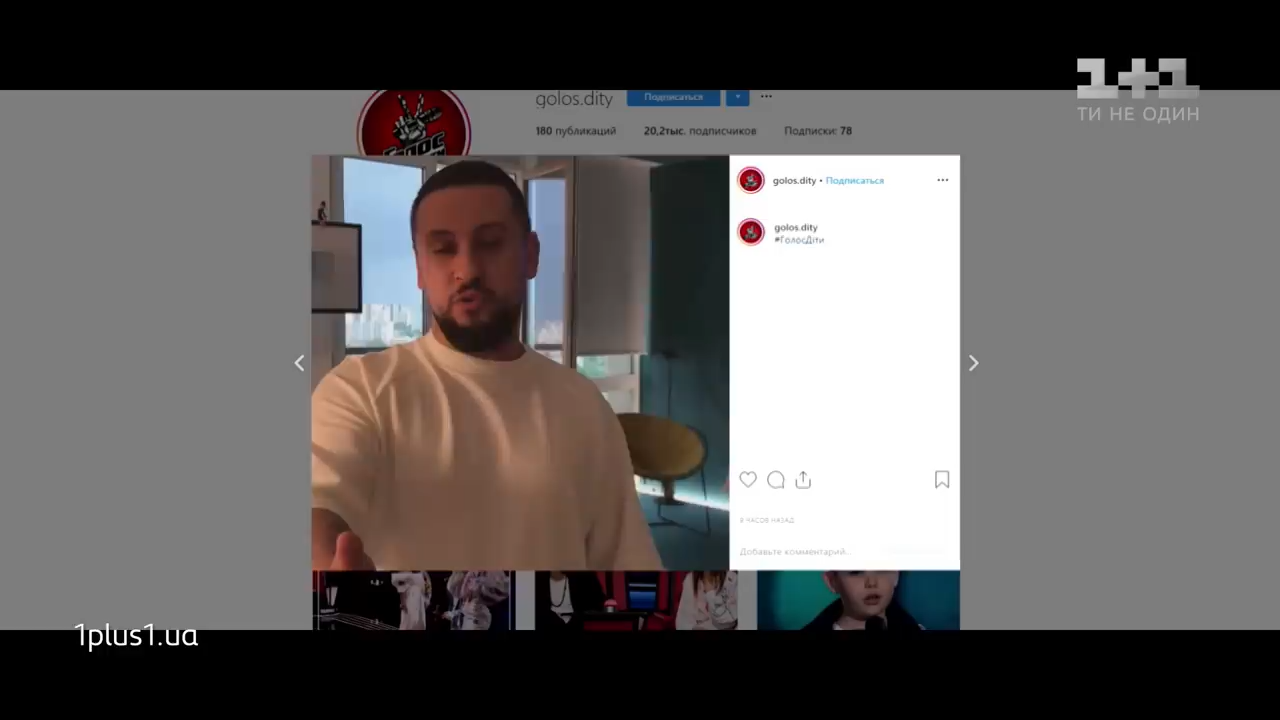 1+1
ТИ НЕ ОДИН
golos.dity Подписаться
180 публикаций 20,2тыс. подписчиков Подписки: 78
ГОЛОС
golos.dity • Подписаться
golos.dity
#ГолосДіти
Добавьте комментарий...
1plus1.ua